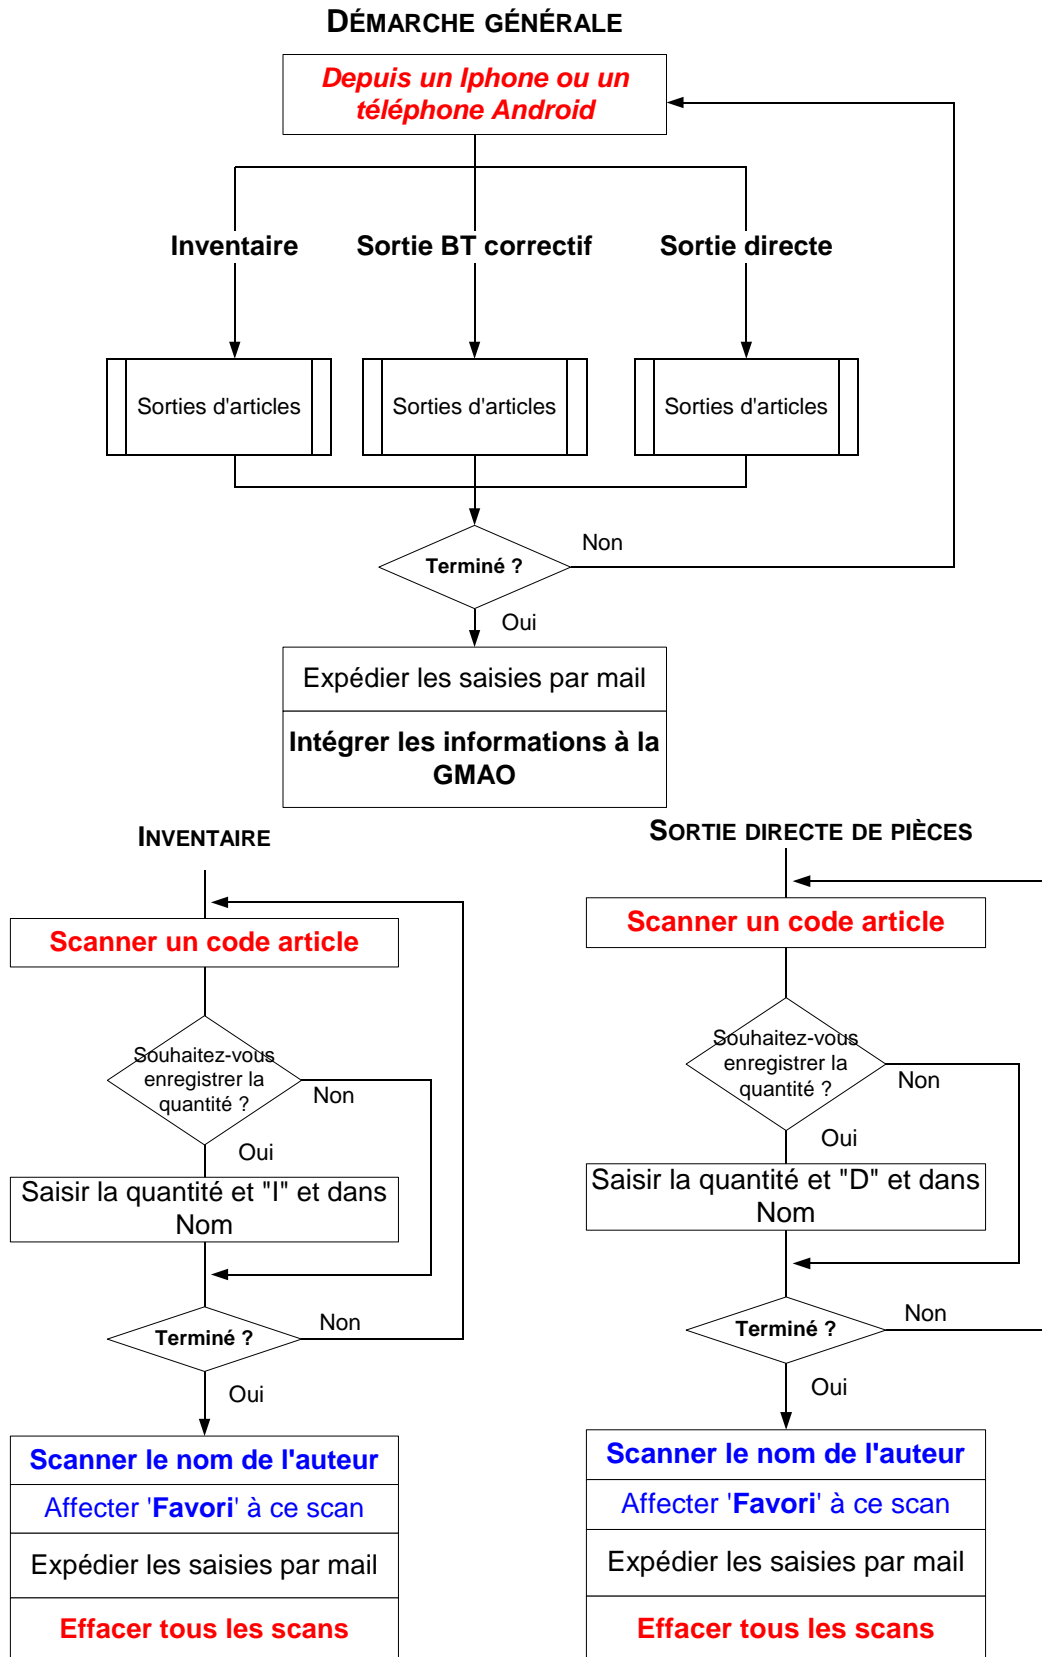 DÉMARCHE GÉNÉRALE
Depuis un Iphone ou un
téléphone Android
Inventaire
Sortie BT correctif
Sortie directe
Sorties d'articles
Sorties d'articles
Sorties d'articles
Terminé ?
Non
Oui
Expédier les saisies par mail
Intégrer les informations à la
GMAO
INVENTAIRE
Scanner un code article
Souhaitez-vous
enregistrer la
quantité ?
Non
Oui
Saisir la quantité et "I" et dans
Nom
Terminé ?
Non
Oui
Scanner le nom de l'auteur
Affecter 'Favori' à ce scan
Expédier les saisies par mail
Effacer tous les scans
SORTIE DIRECTE DE PIÈCES
Scanner un code article
Souhaitez-vous
enregistrer la
quantité ?
Non
Oui
Saisir la quantité et "D" et dans
Nom
Terminé ?
Non
Oui
Scanner le nom de l'auteur
Affecter 'Favori' à ce scan
Expédier les saisies par mail
Effacer tous les scans